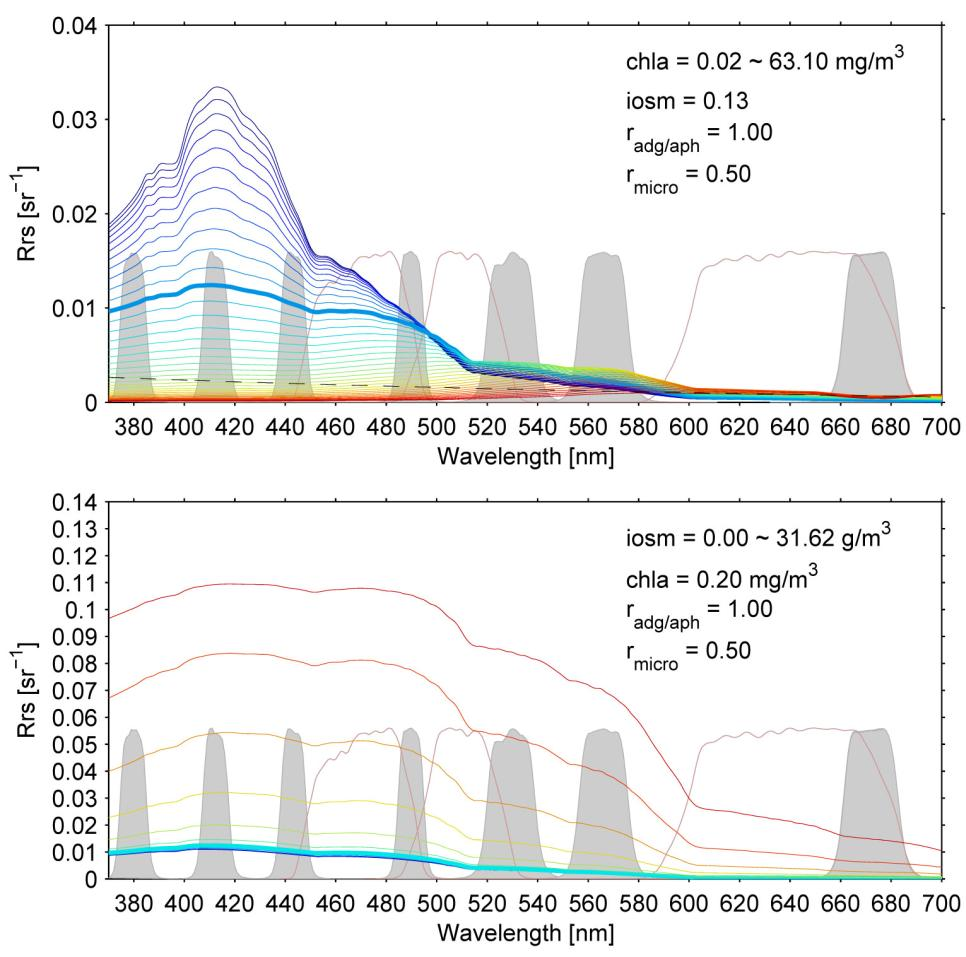 0.04
0.03
0.02
0.01
0
Rrs [sr⁻¹]
chla = 0.02 ~ 63.10 mg/m³
iosm = 0.13
r_adg/aph = 1.00
r_micro = 0.50
380 400 420 440 460 480 500 520 540 560 580 600 620 640 660 680 700
Wavelength [nm]
0.14
0.13
0.12
0.11
0.1
0.09
0.08
0.07
0.06
0.05
0.04
0.03
0.02
0.01
0
Rrs [sr⁻¹]
iosm = 0.00 ~ 31.62 g/m³
chla = 0.20 mg/m³
r_adg/aph = 1.00
r_micro = 0.50
380 400 420 440 460 480 500 520 540 560 580 600 620 640 660 680 700
Wavelength [nm]